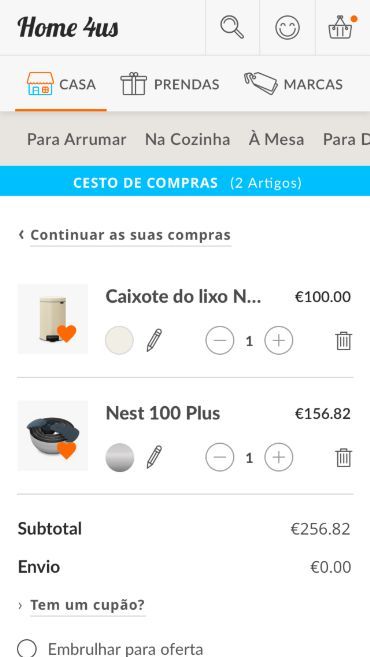 Home 4us
CASA
PRENDAS
MARCAS
Para Arrumar
Na Cozinha
À Mesa
Para D
CESTO DE COMPRAS (2 Artigos)
‹ Continuar as suas compras
Caixote do lixo N... €100.00
1
Nest 100 Plus €156.82
1
Subtotal €256.82
Envio €0.00
› Tem um cupão?
Embrulhar para oferta